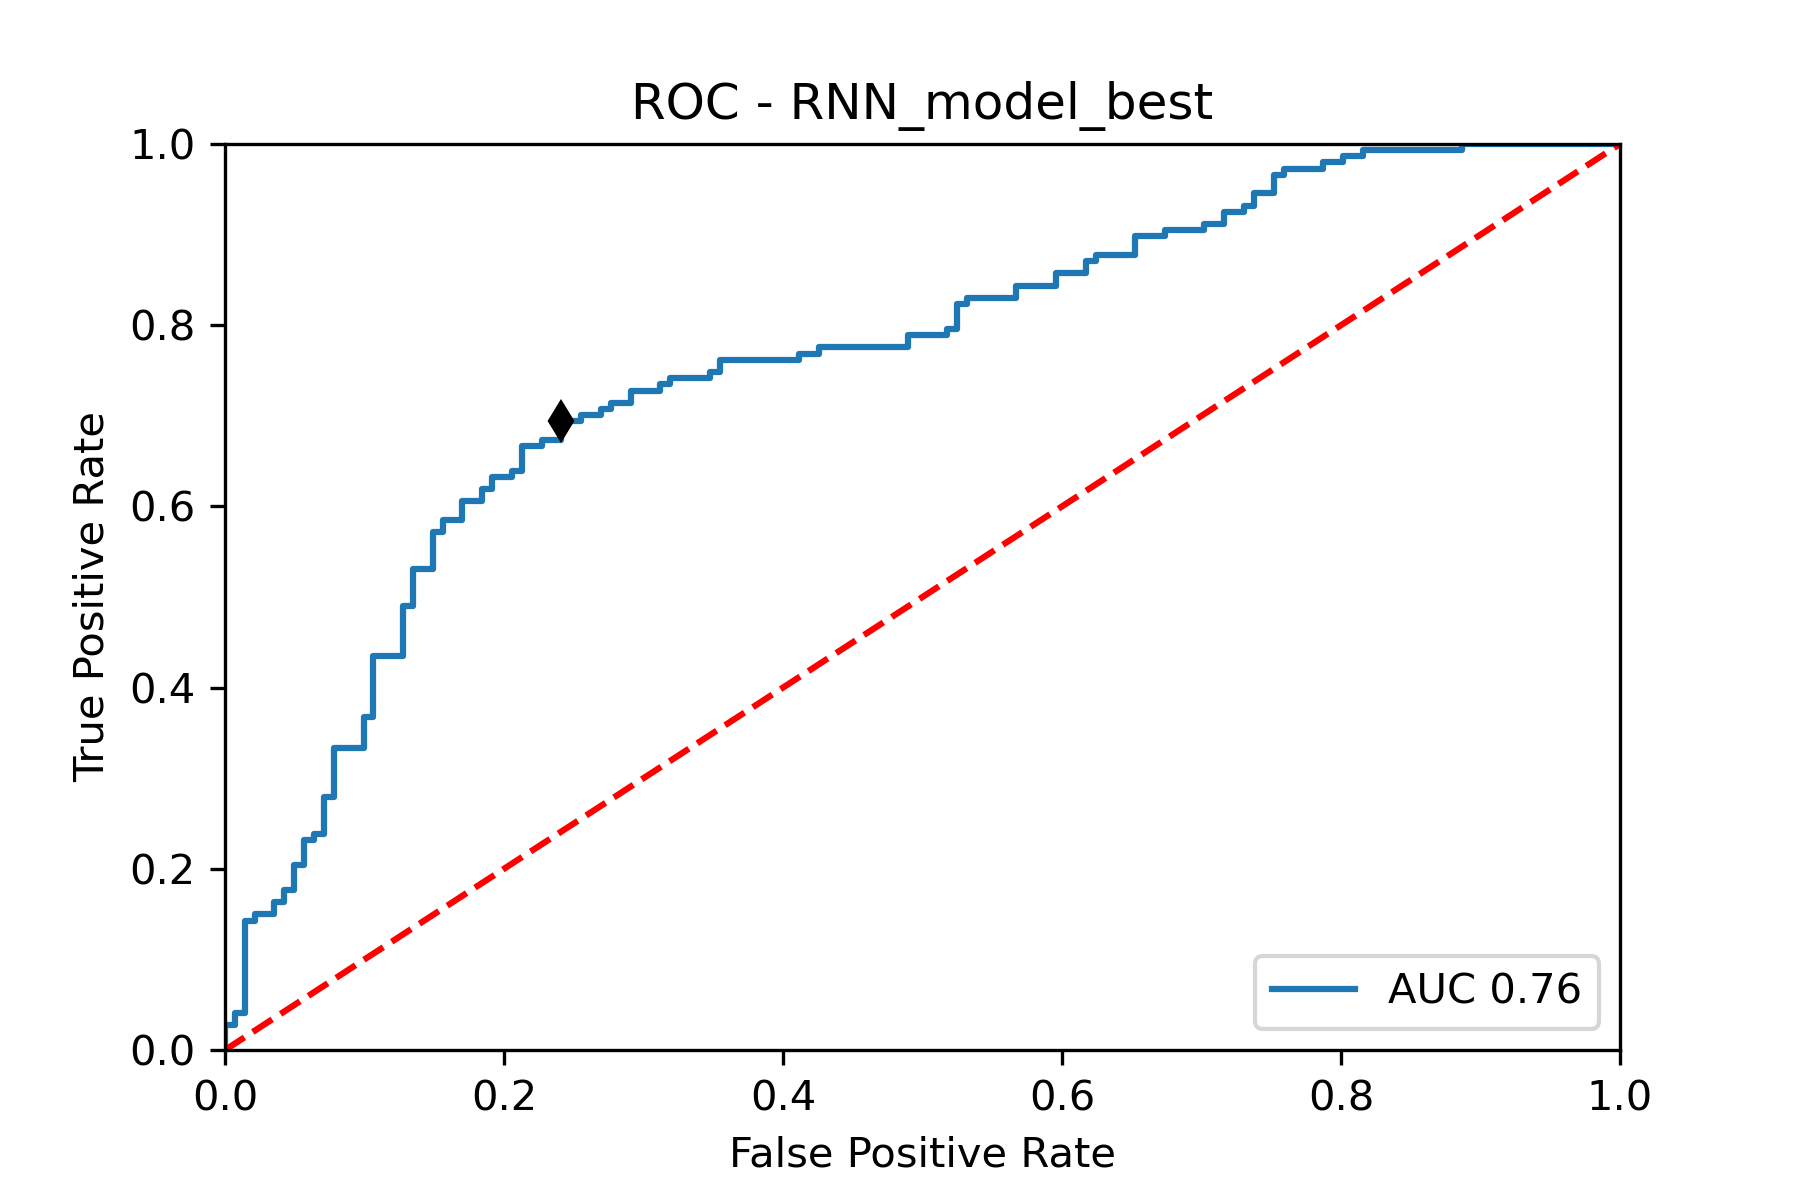 ROC - RNN_model_best
1.0
0.8
0.6
0.4
0.2
0.0
True Positive Rate
0.0 0.2 0.4 0.6 0.8 1.0
False Positive Rate
AUC 0.76